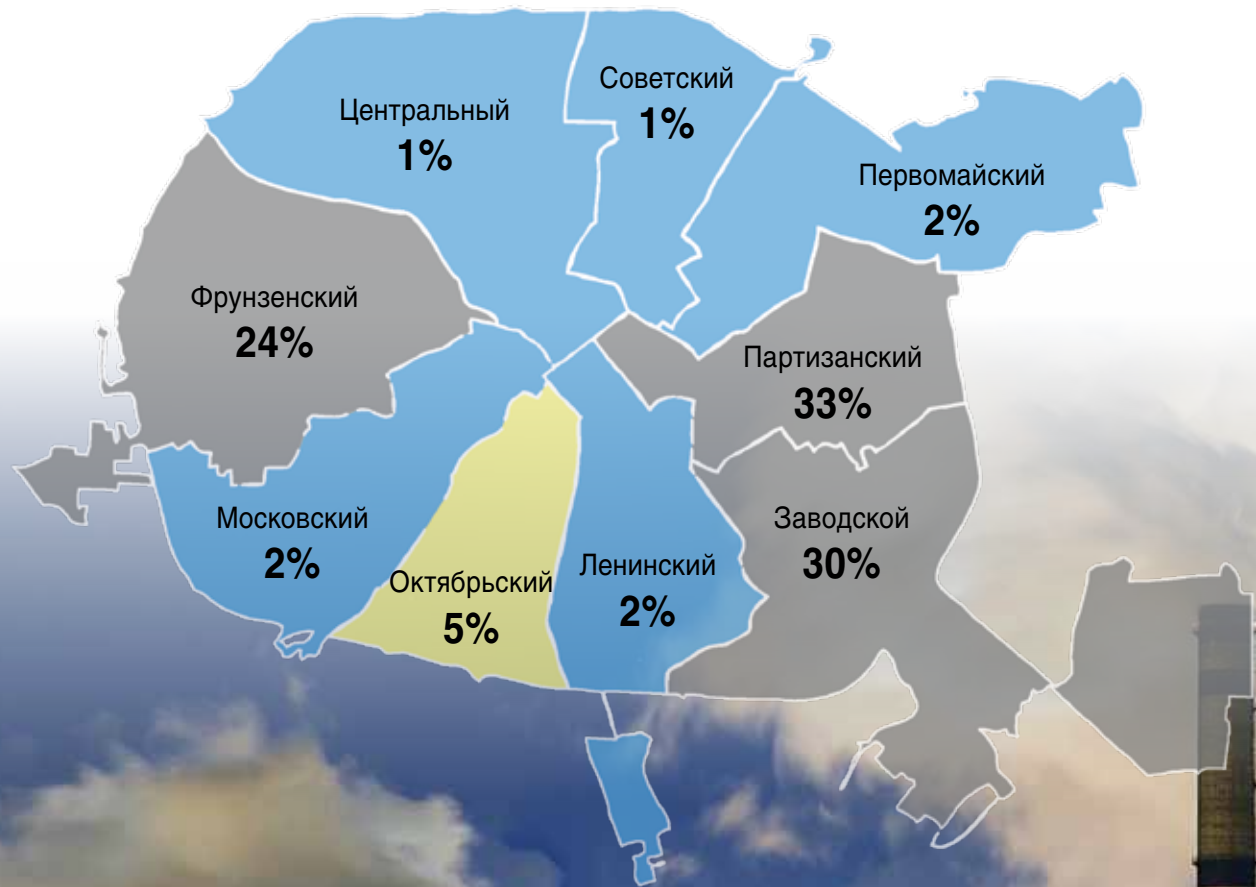 Советский
1%
Центральный
1%
Первомайский
2%
Фрунзенский
24%
Партизанский
33%
Московский
2%
Заводской
30%
Октябрьский
5%
Ленинский
2%